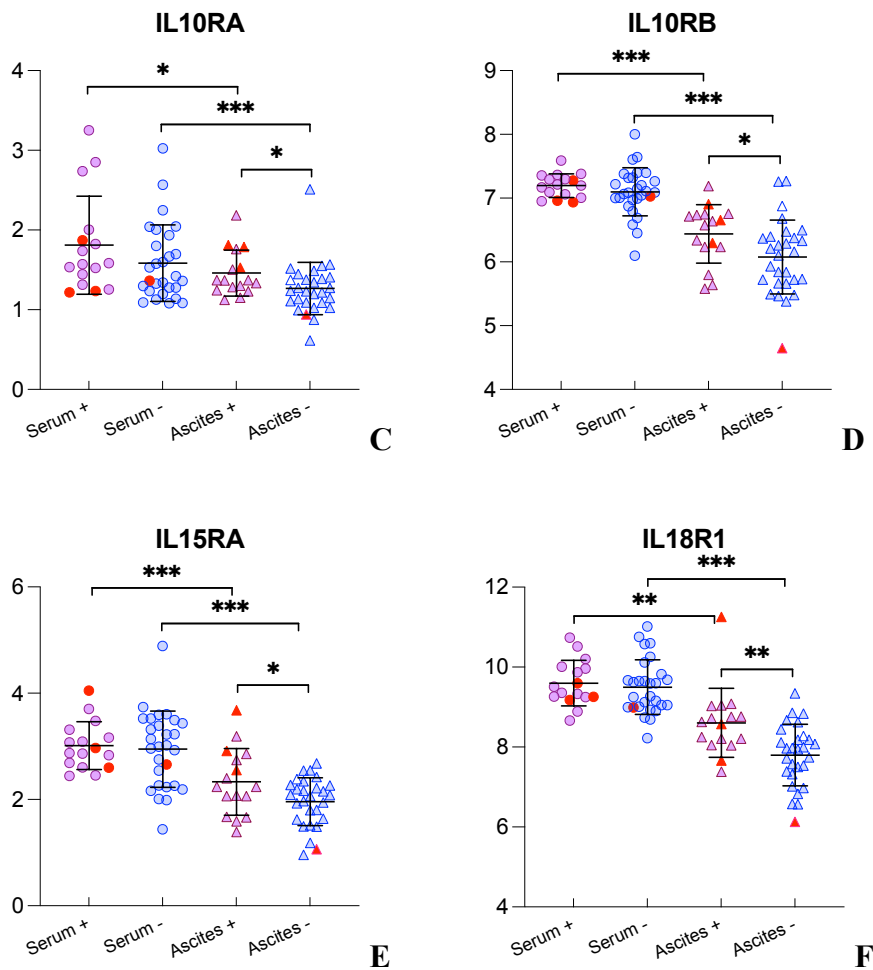 IL10RA
*
***
*
4
3
2
1
0
Serum +
Serum -
Ascites +
Ascites -
C
IL10RB
***
***
*
9
8
7
6
5
4
Serum +
Serum -
Ascites +
Ascites -
D
IL15RA
***
***
*
6
4
2
0
Serum +
Serum -
Ascites +
Ascites -
E
IL18R1
***
**
**
12
10
8
6
4
Serum +
Serum -
Ascites +
Ascites -
F